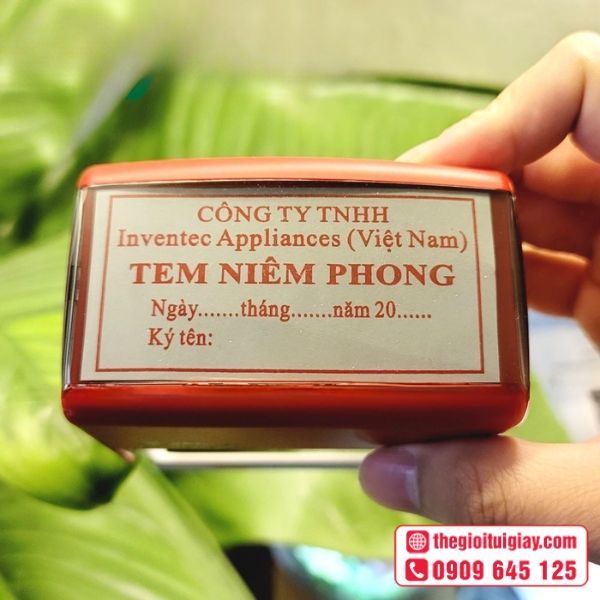 CÔNG TY TNHH
Inventec Appliances (Việt Nam)
TEM NIÊM PHONG
Ngày.......tháng.......năm 20......
Ký tên:
thegioituigiay.com
0909 645 125